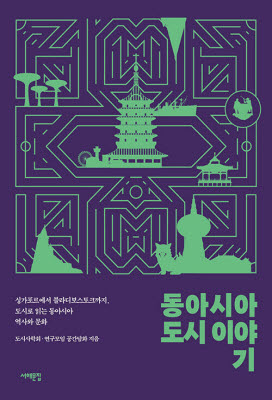 싱가포르에서 블라디보스토크까지,
도시로 읽는 동아시아
역사와 문화
도시사학회·연구모임 공간담화 지음
동아시아
도시 이야
기
서해문집